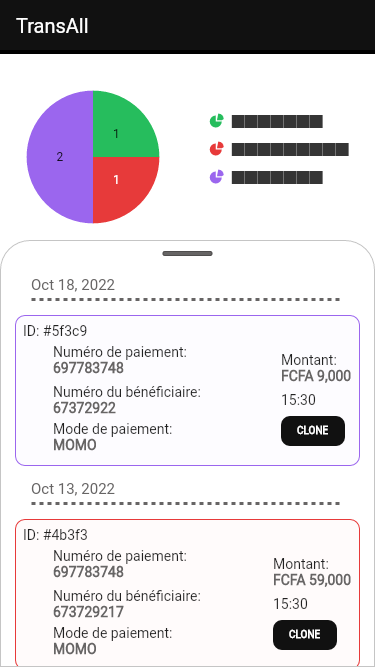 TransAll
1
2
1
Oct 18, 2022
ID: #5f3c9
Numéro de paiement:
697783748
Montant:
FCFA 9,000
Numéro du bénéficiaire:
67372922
15:30
Mode de paiement:
MOMO
CLONE
Oct 13, 2022
ID: #4b3f3
Numéro de paiement:
697783748
Montant:
FCFA 59,000
Numéro du bénéficiaire:
673729217
15:30
Mode de paiement:
MOMO
CLONE